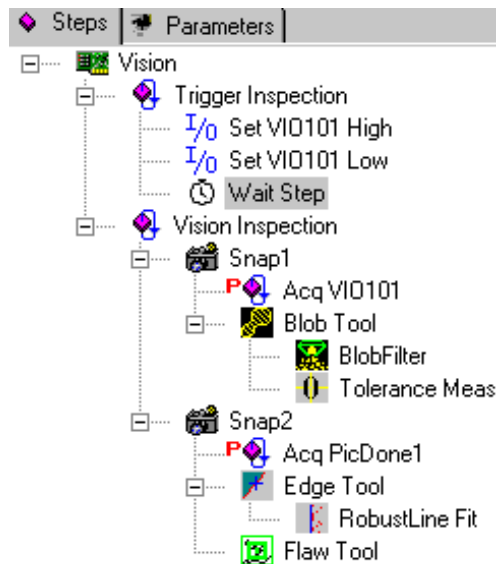 Steps Parameters
Vision
Trigger Inspection
I/O Set VIO101 High
I/O Set VIO101 Low
Wait Step
Vision Inspection
Snap1
P Acq VIO101
Blob Tool
BlobFilter
Tolerance Meas
Snap2
P Acq PicDone1
Edge Tool
RobustLine Fit
Flaw Tool